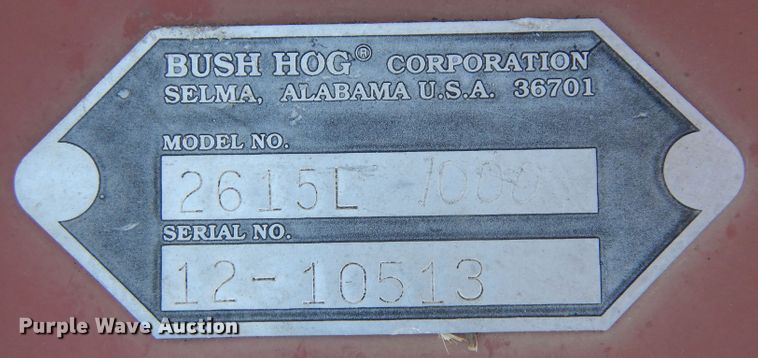 BUSH HOG® CORPORATION
SELMA, ALABAMA U.S.A. 36701
MODEL NO.
2615L 1000
SERIAL NO.
12-10513
Purple Wave Auction